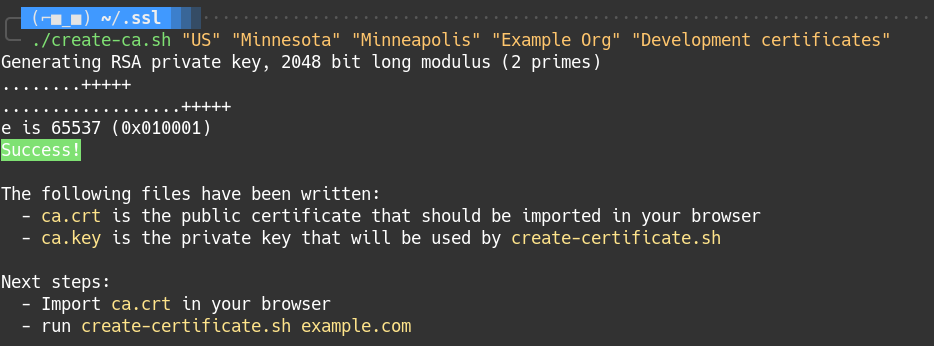 (⌐■_■) ~/.ssl
./create-ca.sh "US" "Minnesota" "Minneapolis" "Example Org" "Development certificates"
Generating RSA private key, 2048 bit long modulus (2 primes)
........+++++
..................+++++
e is 65537 (0x010001)
Success!
The following files have been written:
- ca.crt is the public certificate that should be imported in your browser
- ca.key is the private key that will be used by create-certificate.sh
Next steps:
- Import ca.crt in your browser
- run create-certificate.sh example.com